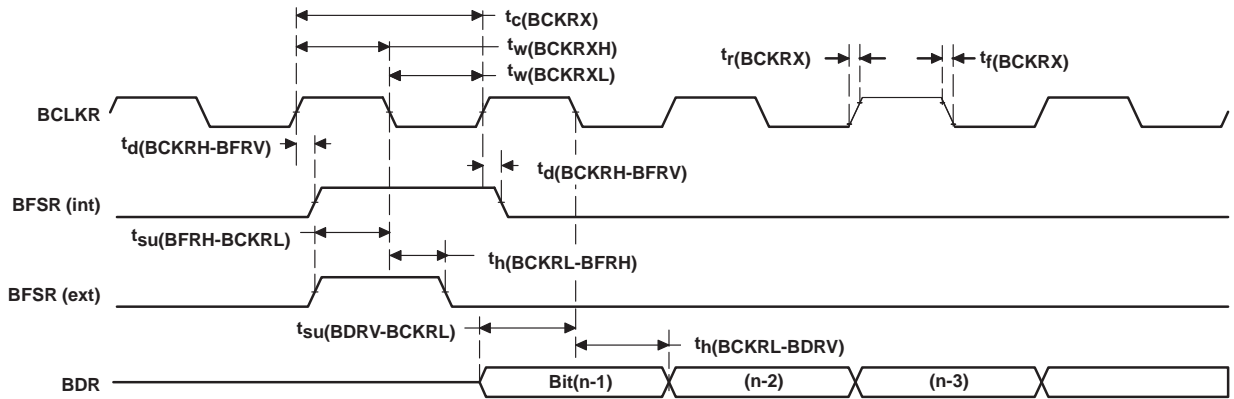 tc(BCKRX)
tw(BCKRXH)
tr(BCKRX)
tf(BCKRX)
tw(BCKRXL)
BCLKR
td(BCKRH-BFRV)
td(BCKRH-BFRV)
BFSR (int)
tsu(BFRH-BCKRL)
th(BCKRL-BFRH)
BFSR (ext)
tsu(BDRV-BCKRL)
th(BCKRL-BDRV)
BDR
Bit(n-1)
(n-2)
(n-3)